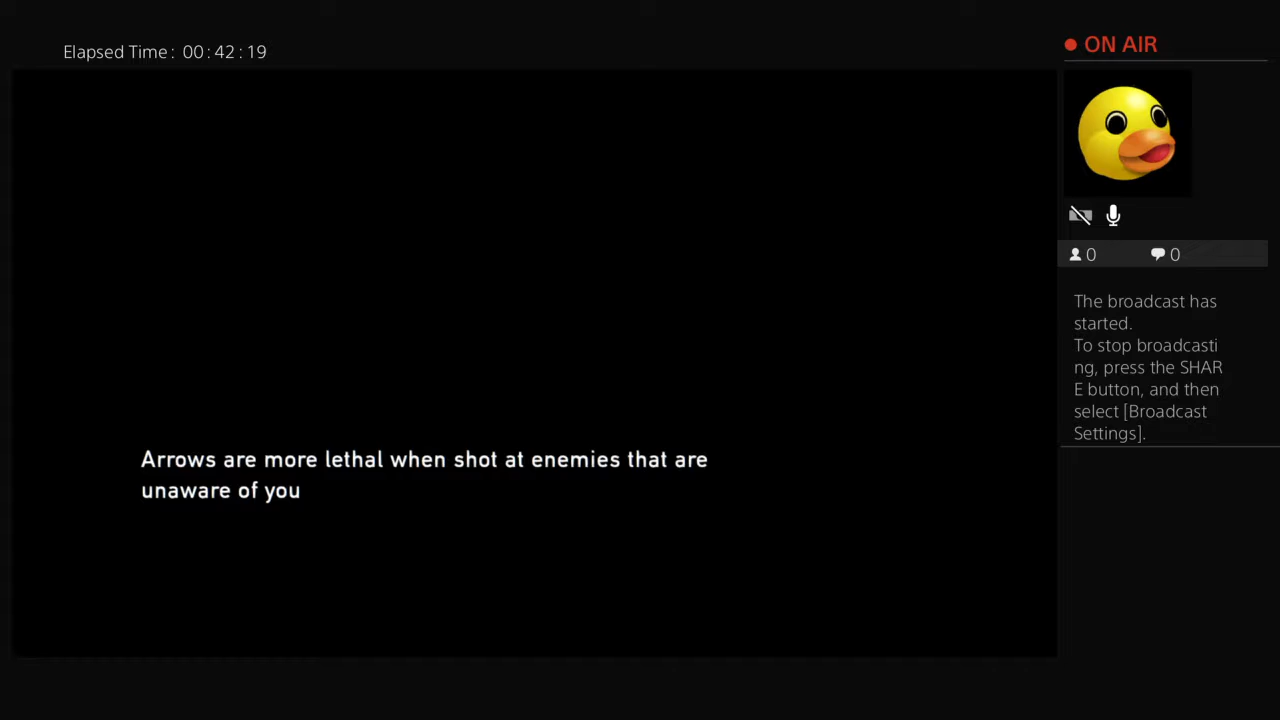 Elapsed Time: 00:42:19
ON AIR
0 0
The broadcast has
started.
To stop broadcasti
ng, press the SHAR
E button, and then
select [Broadcast
Settings].
Arrows are more lethal when shot at enemies that are
unaware of you